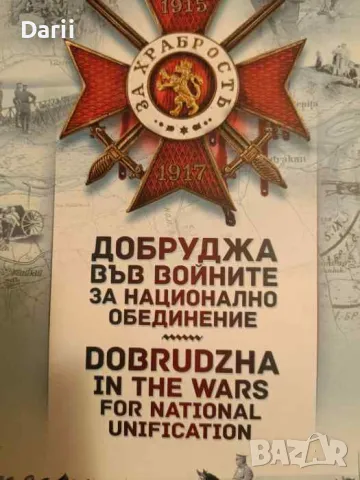 Darii
1915
ЗА ХРАБРОСТЬ
1917
ДОБРУДЖА
ВЪВ ВОЙНИТЕ
ЗА НАЦИОНАЛНО
ОБЕДИНЕНИЕ
DOBRUDZHA
IN THE WARS
FOR NATIONAL
UNIFICATION
BAZAR
bg